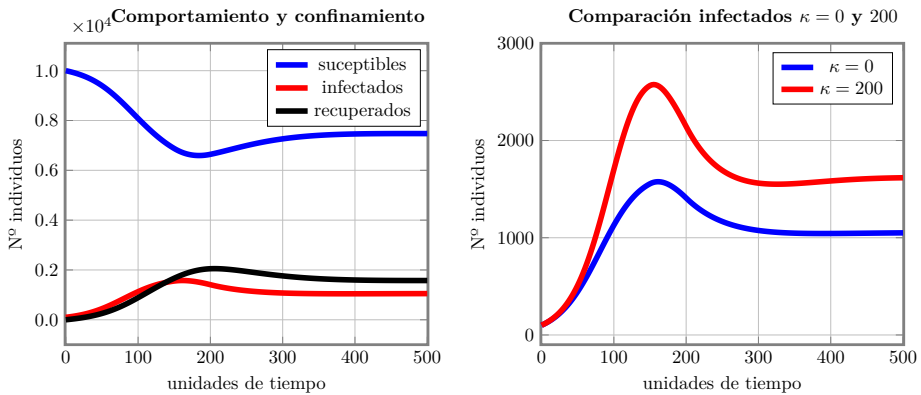 Comportamiento y confinamiento
×10⁴
1.0
0.8
0.6
0.4
0.2
0.0
0 100 200 300 400 500
Nº individuos
unidades de tiempo
suceptibles
infectados
recuperados
Comparación infectados κ = 0 y 200
3000
2000
1000
0
0 100 200 300 400 500
Nº individuos
unidades de tiempo
κ = 0
κ = 200